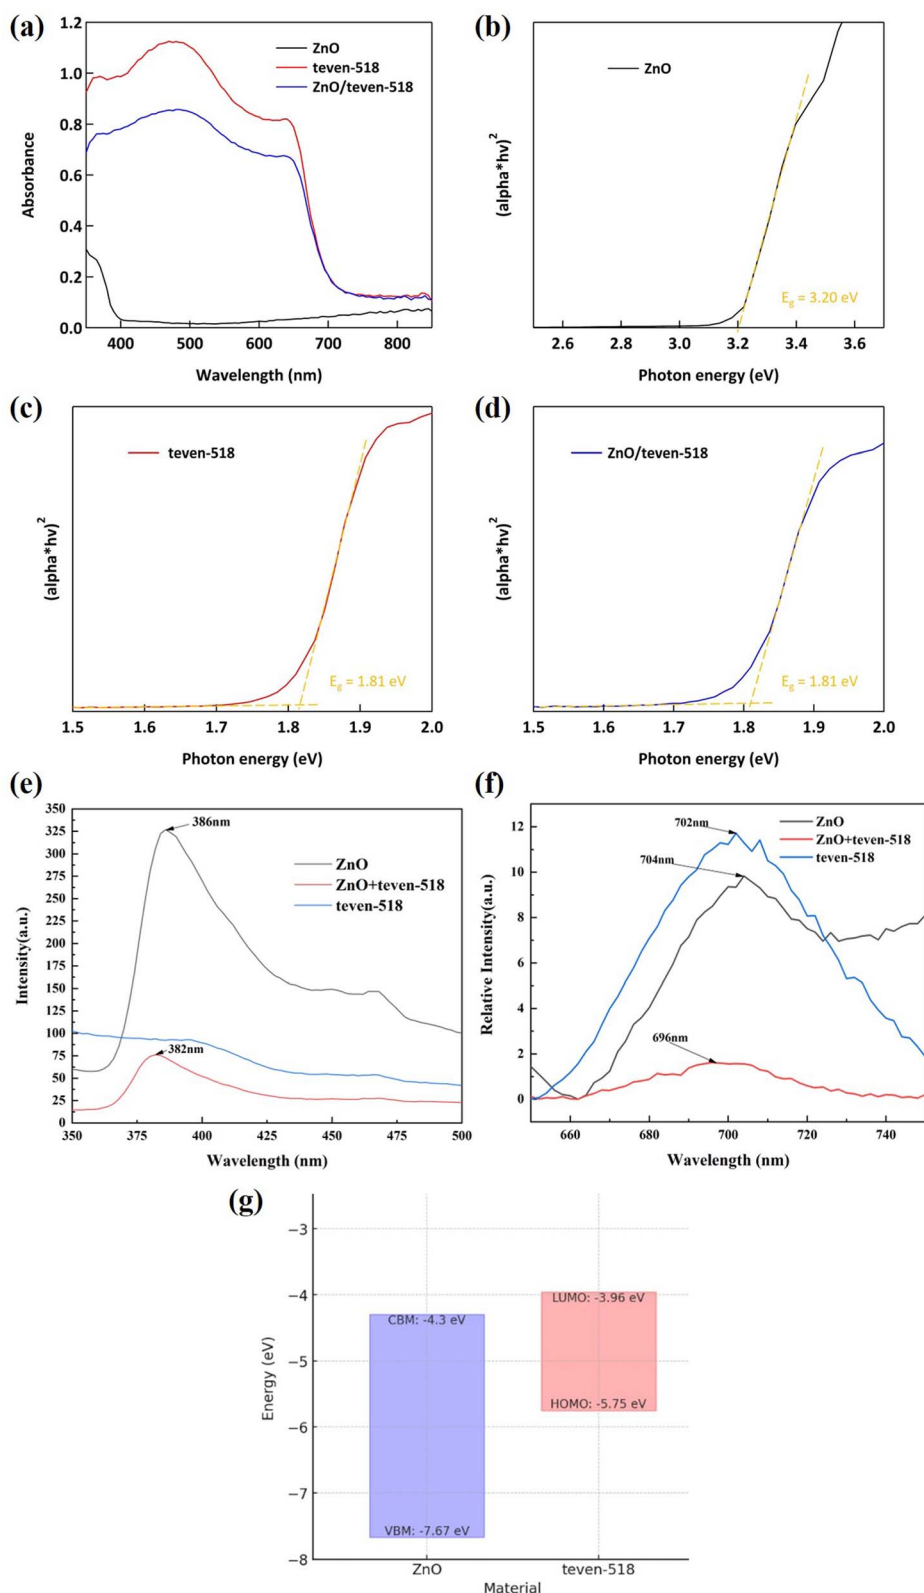 (a)
1.2
1.0
0.8
0.6
0.4
0.2
0.0
Absorbance
ZnO
teven-518
ZnO/teven-518
400 500 600 700 800
Wavelength (nm)
(b)
(alpha*hv)²
ZnO
E_g = 3.20 eV
2.6 2.8 3.0 3.2 3.4 3.6
Photon energy (eV)
(c)
(alpha*hv)²
teven-518
E_g = 1.81 eV
1.5 1.6 1.7 1.8 1.9 2.0
Photon energy (eV)
(d)
(alpha*hv)²
ZnO/teven-518
E_g = 1.81 eV
1.5 1.6 1.7 1.8 1.9 2.0
Photon energy (eV)
(e)
350
325
300
275
250
225
200
175
150
125
100
75
50
25
0
Intensity(a.u.)
386nm
ZnO
ZnO+teven-518
teven-518
382nm
350 375 400 425 450 475 500
Wavelength (nm)
(f)
12
10
8
6
4
2
0
Relative Intensity(a.u.)
702nm
704nm
696nm
ZnO
ZnO+teven-518
teven-518
660 680 700 720 740
Wavelength (nm)
(g)
−3
−4
−5
−6
−7
−8
Energy (eV)
CBM: -4.3 eV
VBM: -7.67 eV
LUMO: -3.96 eV
HOMO: -5.75 eV
ZnO teven-518
Material